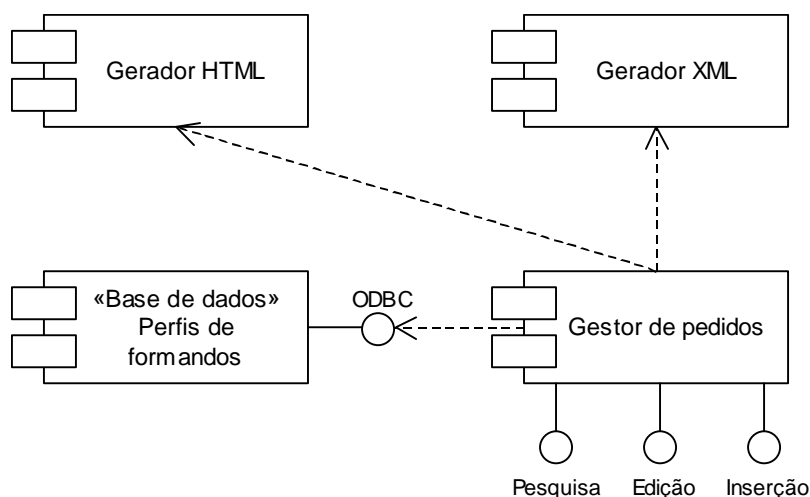 Gerador HTML
Gerador XML
«Base de dados»
Perfis de
formandos
ODBC
Gestor de pedidos
Pesquisa
Edição
Inserção